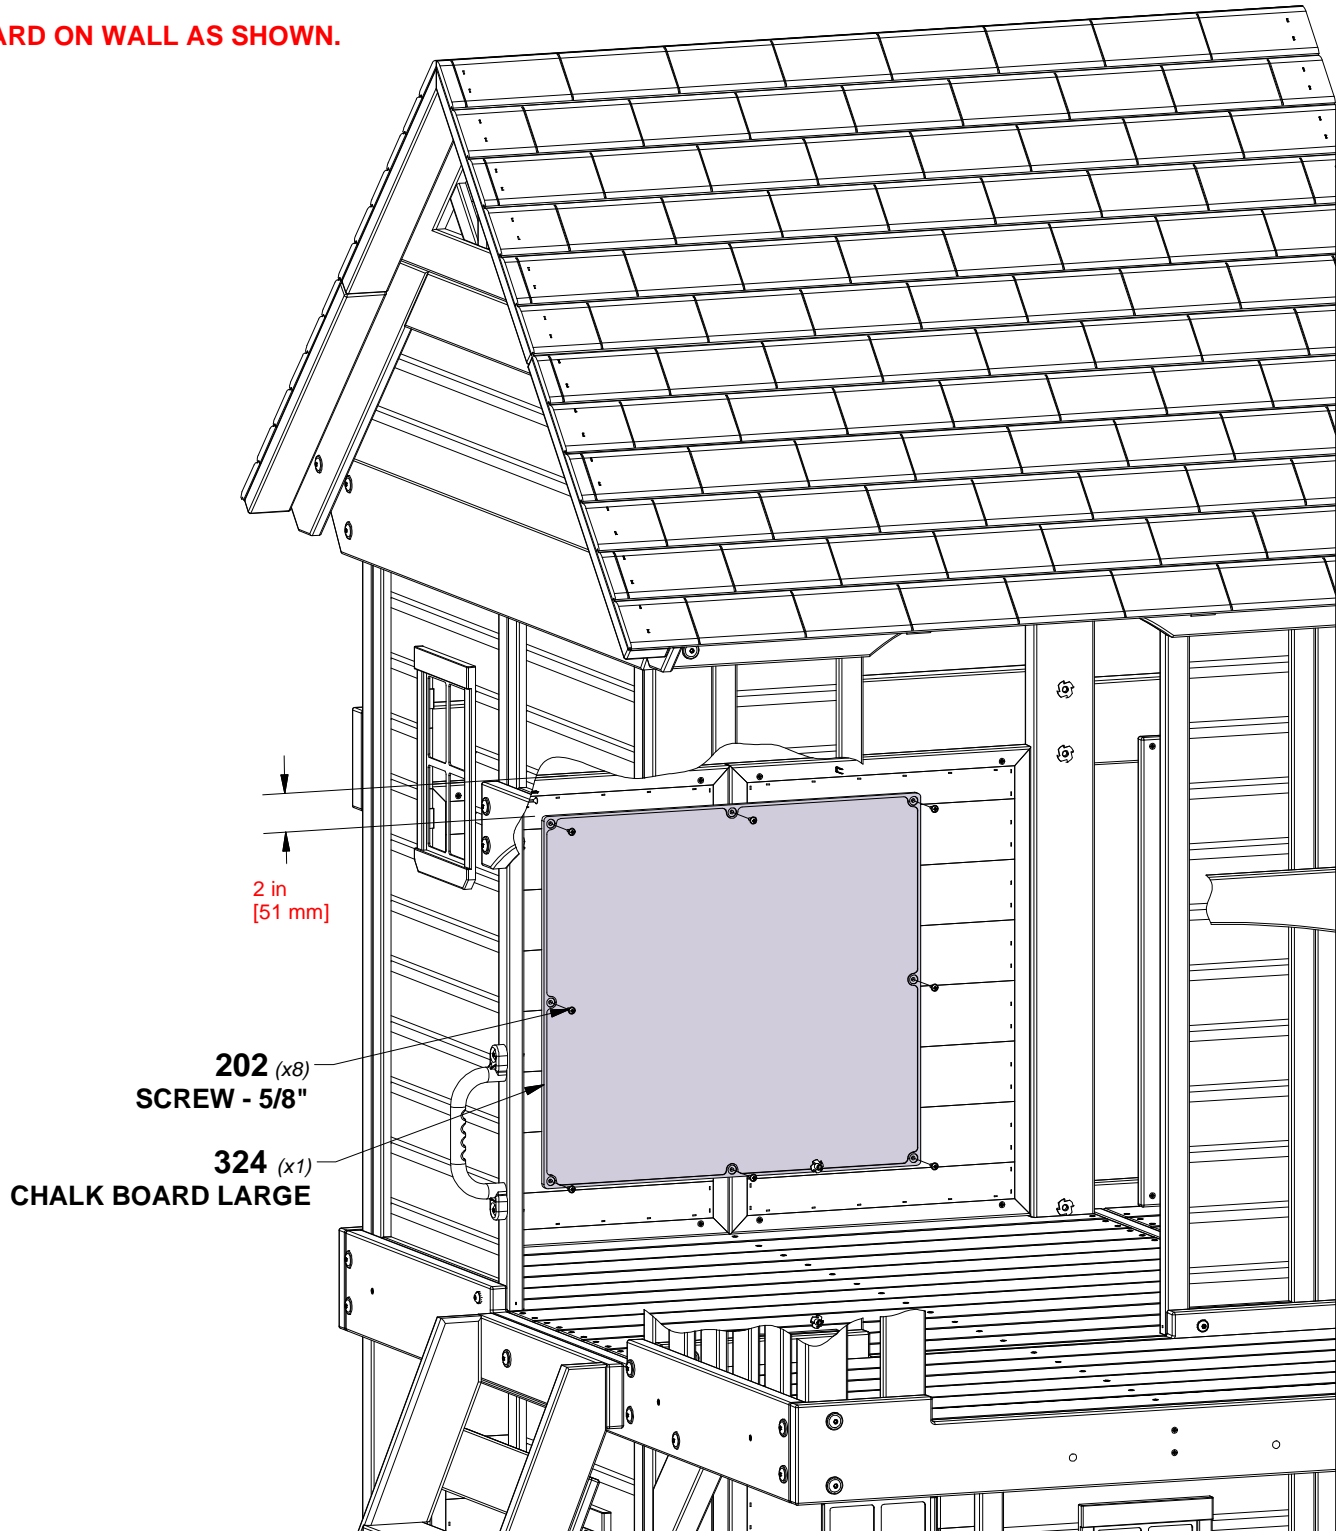 ARD ON WALL AS SHOWN.
2 in
[51 mm]
202 (x8)
SCREW - 5/8"
324 (x1)
CHALK BOARD LARGE